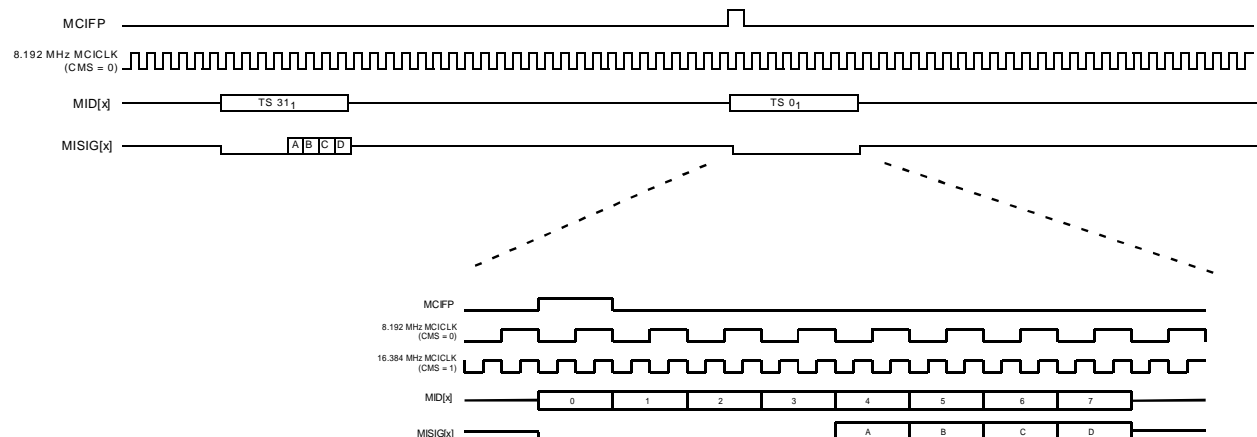 MCIFP
8.192 MHz MCICLK
(CMS = 0)
MID[x]
TS 31₁
TS 0₁
MISIG[x]
A B C D
MCIFP
8.192 MHz MCICLK
(CMS = 0)
16.384 MHz MCICLK
(CMS = 1)
MID[x]
0 1 2 3 4 5 6 7
MISIG[x]
A B C D